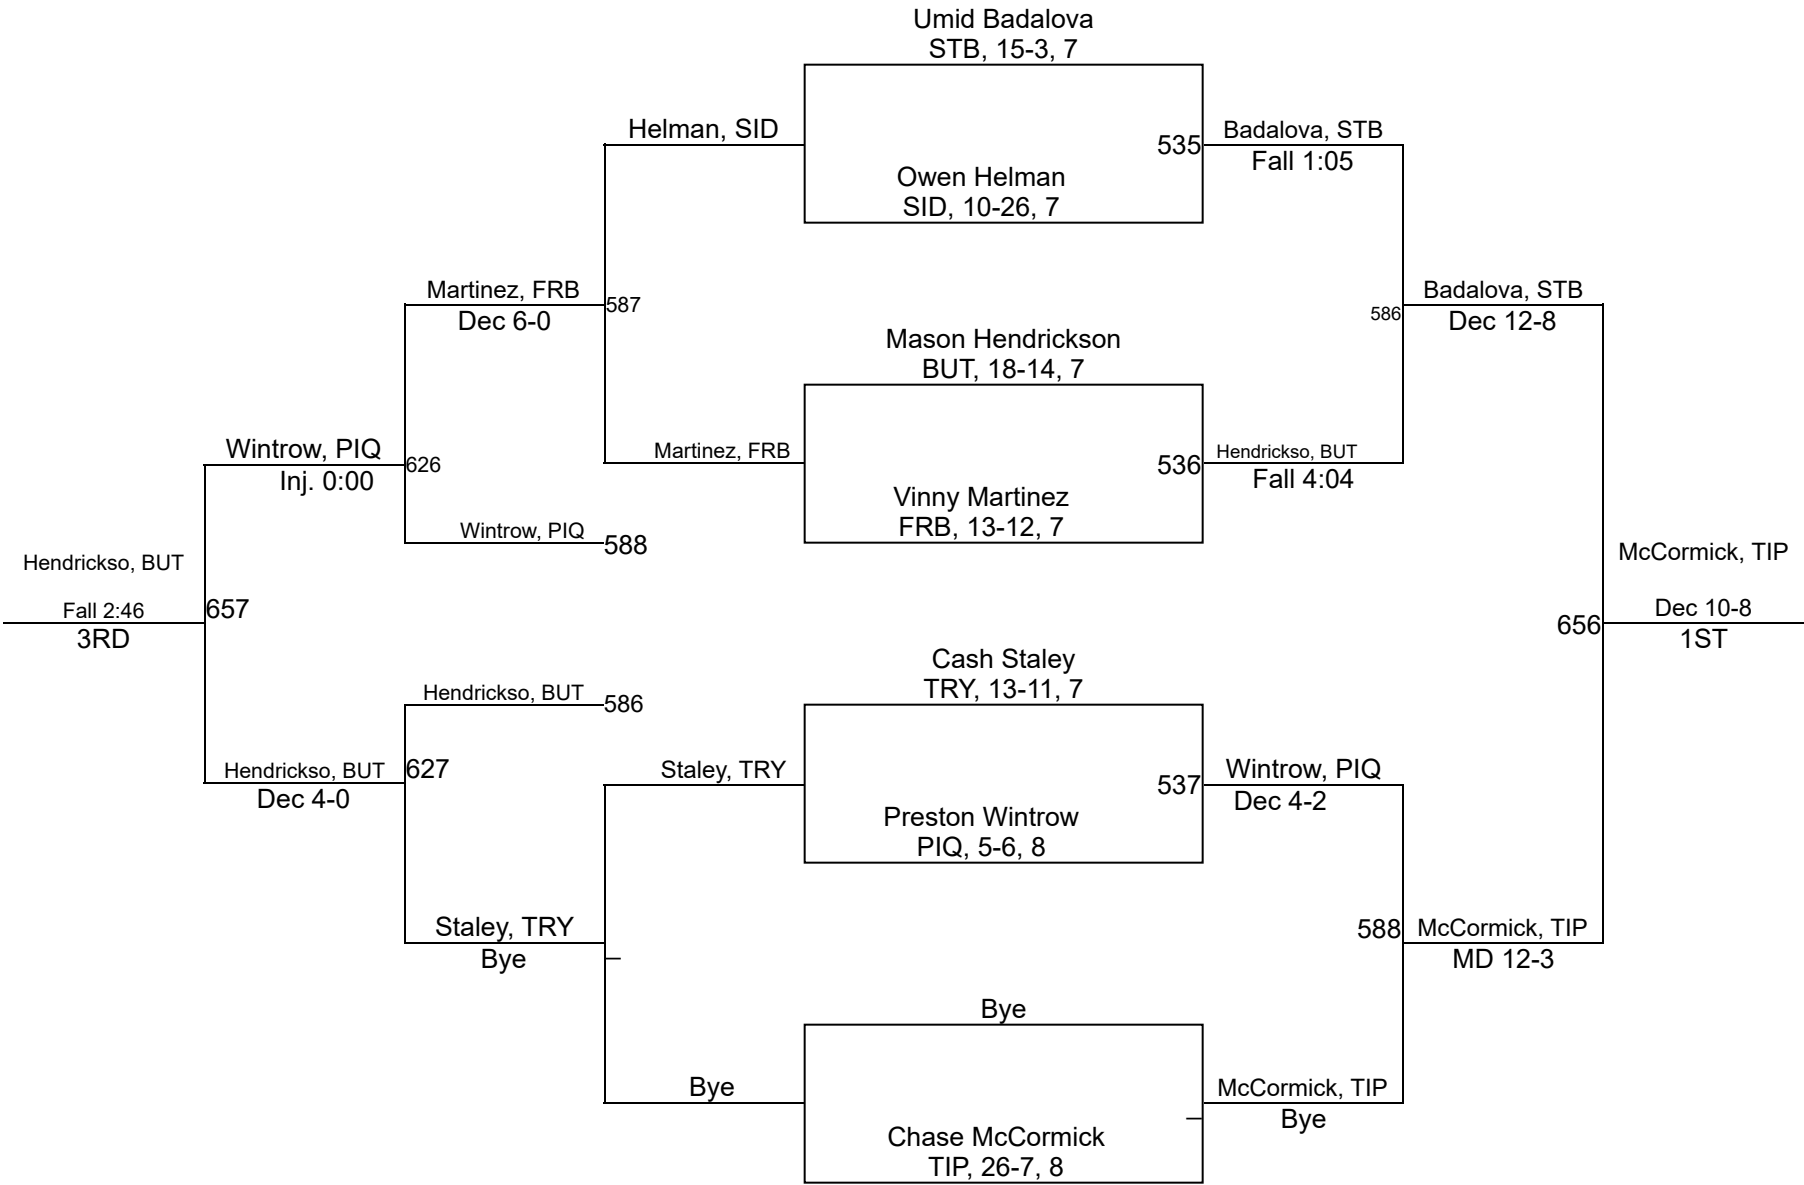 Umid Badalova
STB, 15-3, 7
Helman, SID
535
Badalova, STB
Fall 1:05
Owen Helman
SID, 10-26, 7
Martinez, FRB
Dec 6-0
587
586
Badalova, STB
Dec 12-8
Mason Hendrickson
BUT, 18-14, 7
Wintrow, PIQ
Inj. 0:00
626
Martinez, FRB
536
Hendrickso, BUT
Fall 4:04
Vinny Martinez
FRB, 13-12, 7
Wintrow, PIQ
588
Hendrickso, BUT
Fall 2:46
3RD
657
McCormick, TIP
656
Dec 10-8
1ST
Cash Staley
TRY, 13-11, 7
Hendrickso, BUT
586
Hendrickso, BUT
Dec 4-0
627
Staley, TRY
537
Wintrow, PIQ
Dec 4-2
Preston Wintrow
PIQ, 5-6, 8
Staley, TRY
Bye
588
McCormick, TIP
MD 12-3
Bye
Bye
McCormick, TIP
Bye
Chase McCormick
TIP, 26-7, 8